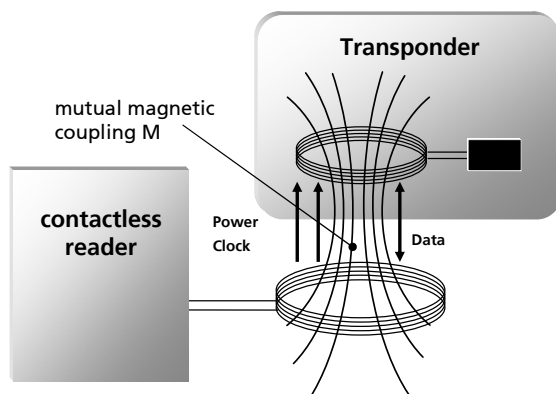 Transponder
mutual magnetic
coupling M
contactless
reader
Power
Clock
Data